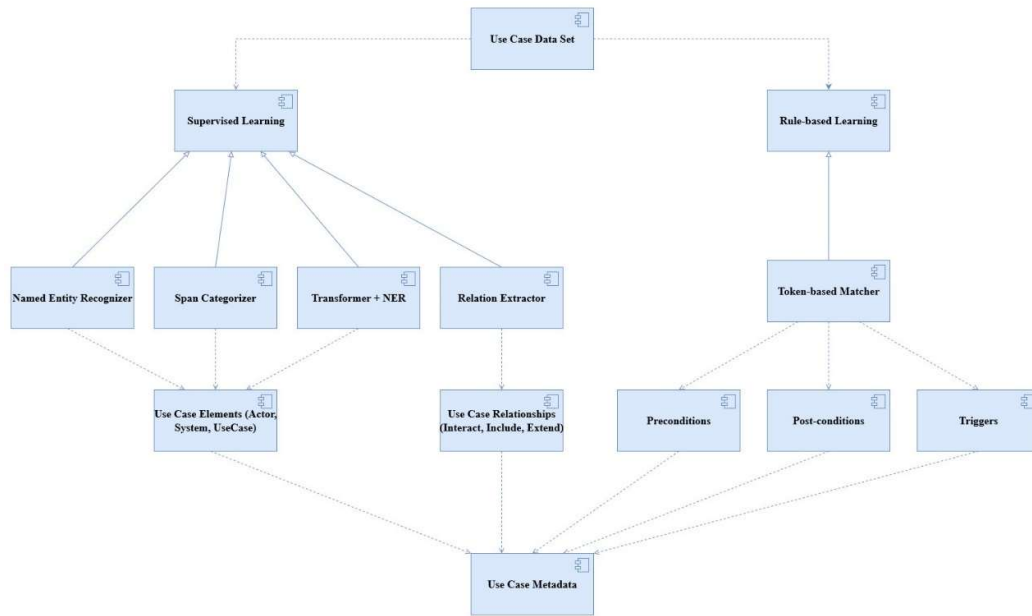 Use Case Data Set
Supervised Learning
Rule-based Learning
Named Entity Recognizer
Span Categorizer
Transformer + NER
Relation Extractor
Token-based Matcher
Use Case Elements (Actor,
System, UseCase)
Use Case Relationships
(Interact, Include, Extend)
Preconditions
Post-conditions
Triggers
Use Case Metadata